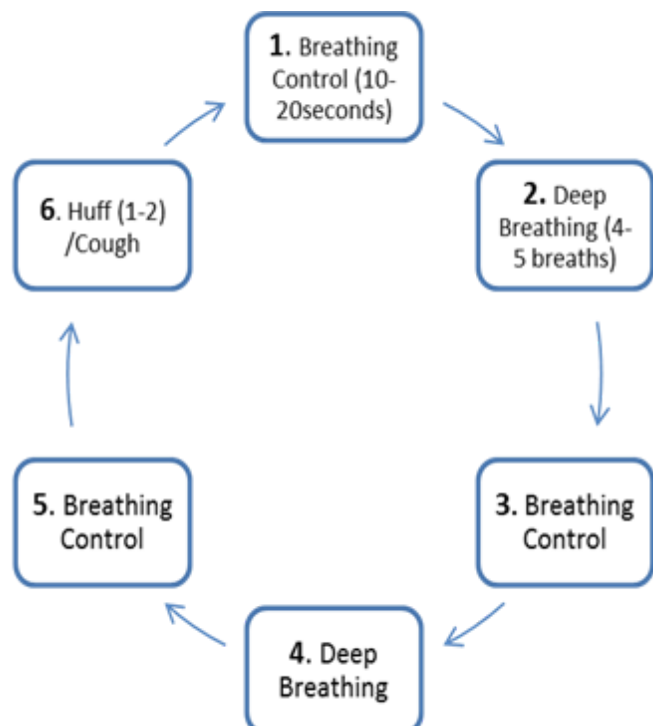 1. Breathing
Control (10-
20seconds)
2. Deep
Breathing (4-
5 breaths)
3. Breathing
Control
4. Deep
Breathing
5. Breathing
Control
6. Huff (1-2)
/Cough